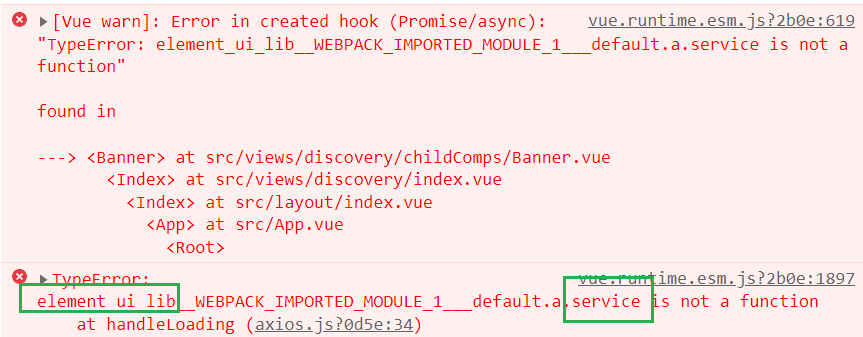 [Vue warn]: Error in created hook (Promise/async): vue.runtime.esm.js?2b0e:619
"TypeError: element_ui_lib__WEBPACK_IMPORTED_MODULE_1___default.a.service is not a
function"
found in
---> <Banner> at src/views/discovery/childComps/Banner.vue
<Index> at src/views/discovery/index.vue
<Index> at src/layout/index.vue
<App> at src/App.vue
<Root>
TypeError: vue.runtime.esm.js?2b0e:1897
element_ui_lib__WEBPACK_IMPORTED_MODULE_1___default.a.service is not a function
at handleLoading (axios.js?0d5e:34)